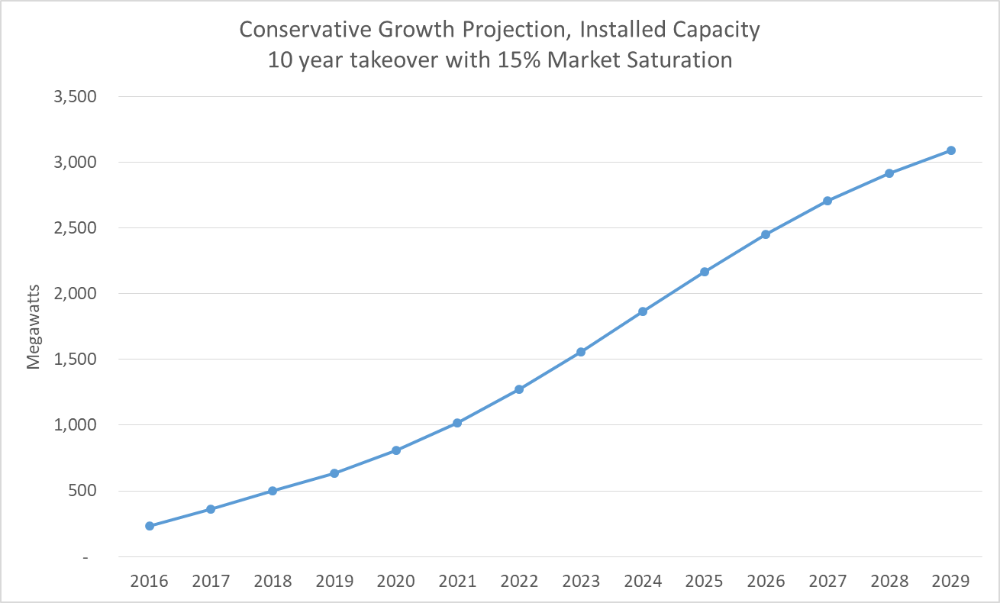 Conservative Growth Projection, Installed Capacity
10 year takeover with 15% Market Saturation
3,500
3,000
2,500
2,000
1,500
1,000
500
-
Megawatts
2016 2017 2018 2019 2020 2021 2022 2023 2024 2025 2026 2027 2028 2029